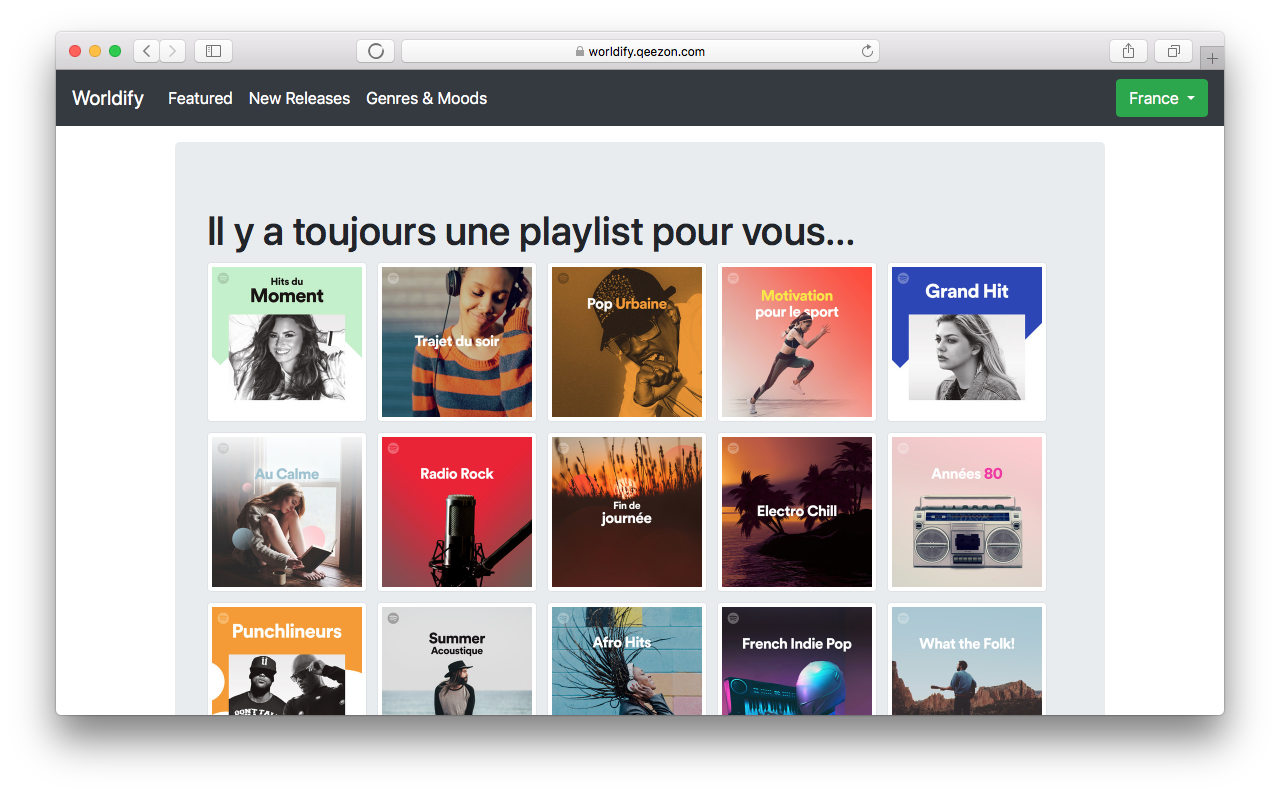 worldify.qeezon.com
Worldify Featured New Releases Genres & Moods France
Il y a toujours une playlist pour vous...
Hits du
Moment
Trajet du soir
Pop Urbaine
Motivation
pour le sport
Grand Hit
Au Calme
Radio Rock
Fin de
journée
Electro Chill
Années 80
Punchlineurs
DON'T TALK
Summer
Acoustique
Afro Hits
French Indie Pop
What the Folk!